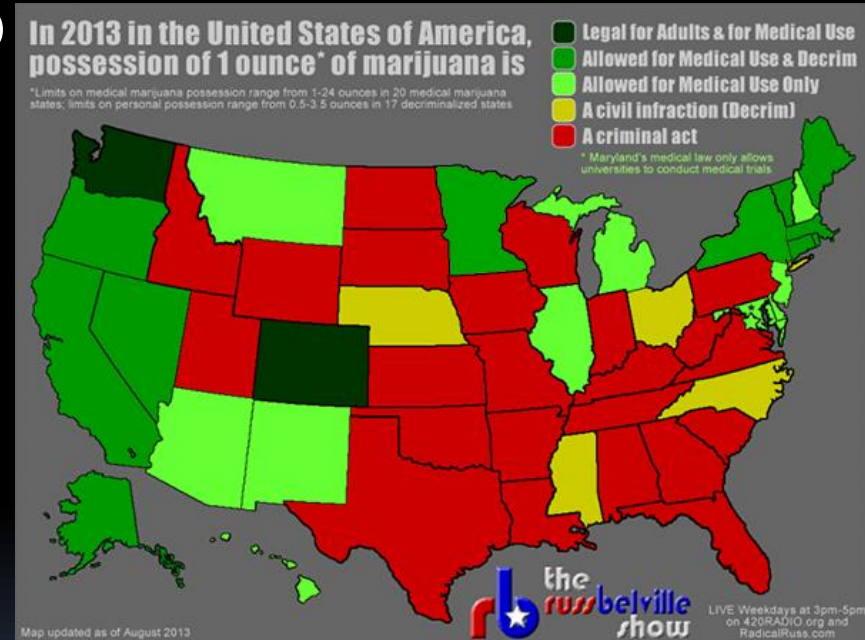 In 2013 in the United States of America,
possession of 1 ounce* of marijuana is
*Limits on medical marijuana possession range from 1-24 ounces in 20 medical marijuana
states; limits on personal possession range from 0.5-3.5 ounces in 17 decriminalized states
Legal for Adults & for Medical Use
Allowed for Medical Use & Decrim
Allowed for Medical Use Only
A civil infraction (Decrim)
A criminal act
* Maryland's medical law only allows
universities to conduct medical trials
Map updated as of August 2013
rb
the
russbelville
show
LIVE Weekdays at 3pm-5pm
on 420RADIO.org and
RadicalRuss.com